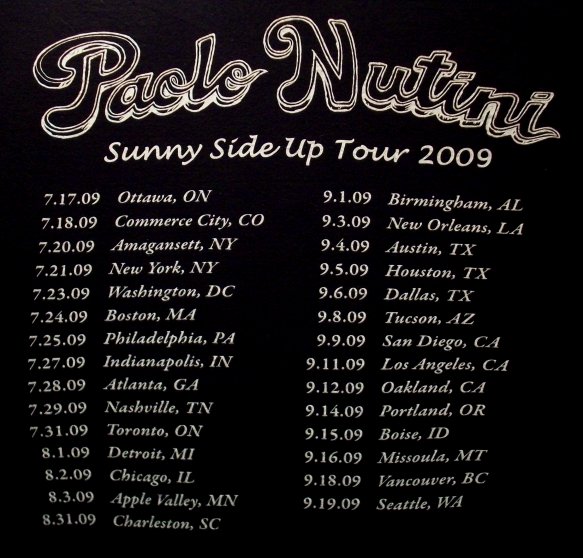 Paolo Nutini
Sunny Side Up Tour 2009
7.17.09 Ottawa, ON
7.18.09 Commerce City, CO
7.20.09 Amagansett, NY
7.21.09 New York, NY
7.23.09 Washington, DC
7.24.09 Boston, MA
7.25.09 Philadelphia, PA
7.27.09 Indianapolis, IN
7.28.09 Atlanta, GA
7.29.09 Nashville, TN
7.31.09 Toronto, ON
8.1.09 Detroit, MI
8.2.09 Chicago, IL
8.3.09 Apple Valley, MN
8.31.09 Charleston, SC
9.1.09 Birmingham, AL
9.3.09 New Orleans, LA
9.4.09 Austin, TX
9.5.09 Houston, TX
9.6.09 Dallas, TX
9.8.09 Tucson, AZ
9.9.09 San Diego, CA
9.11.09 Los Angeles, CA
9.12.09 Oakland, CA
9.14.09 Portland, OR
9.15.09 Boise, ID
9.16.09 Missoula, MT
9.18.09 Vancouver, BC
9.19.09 Seattle, WA